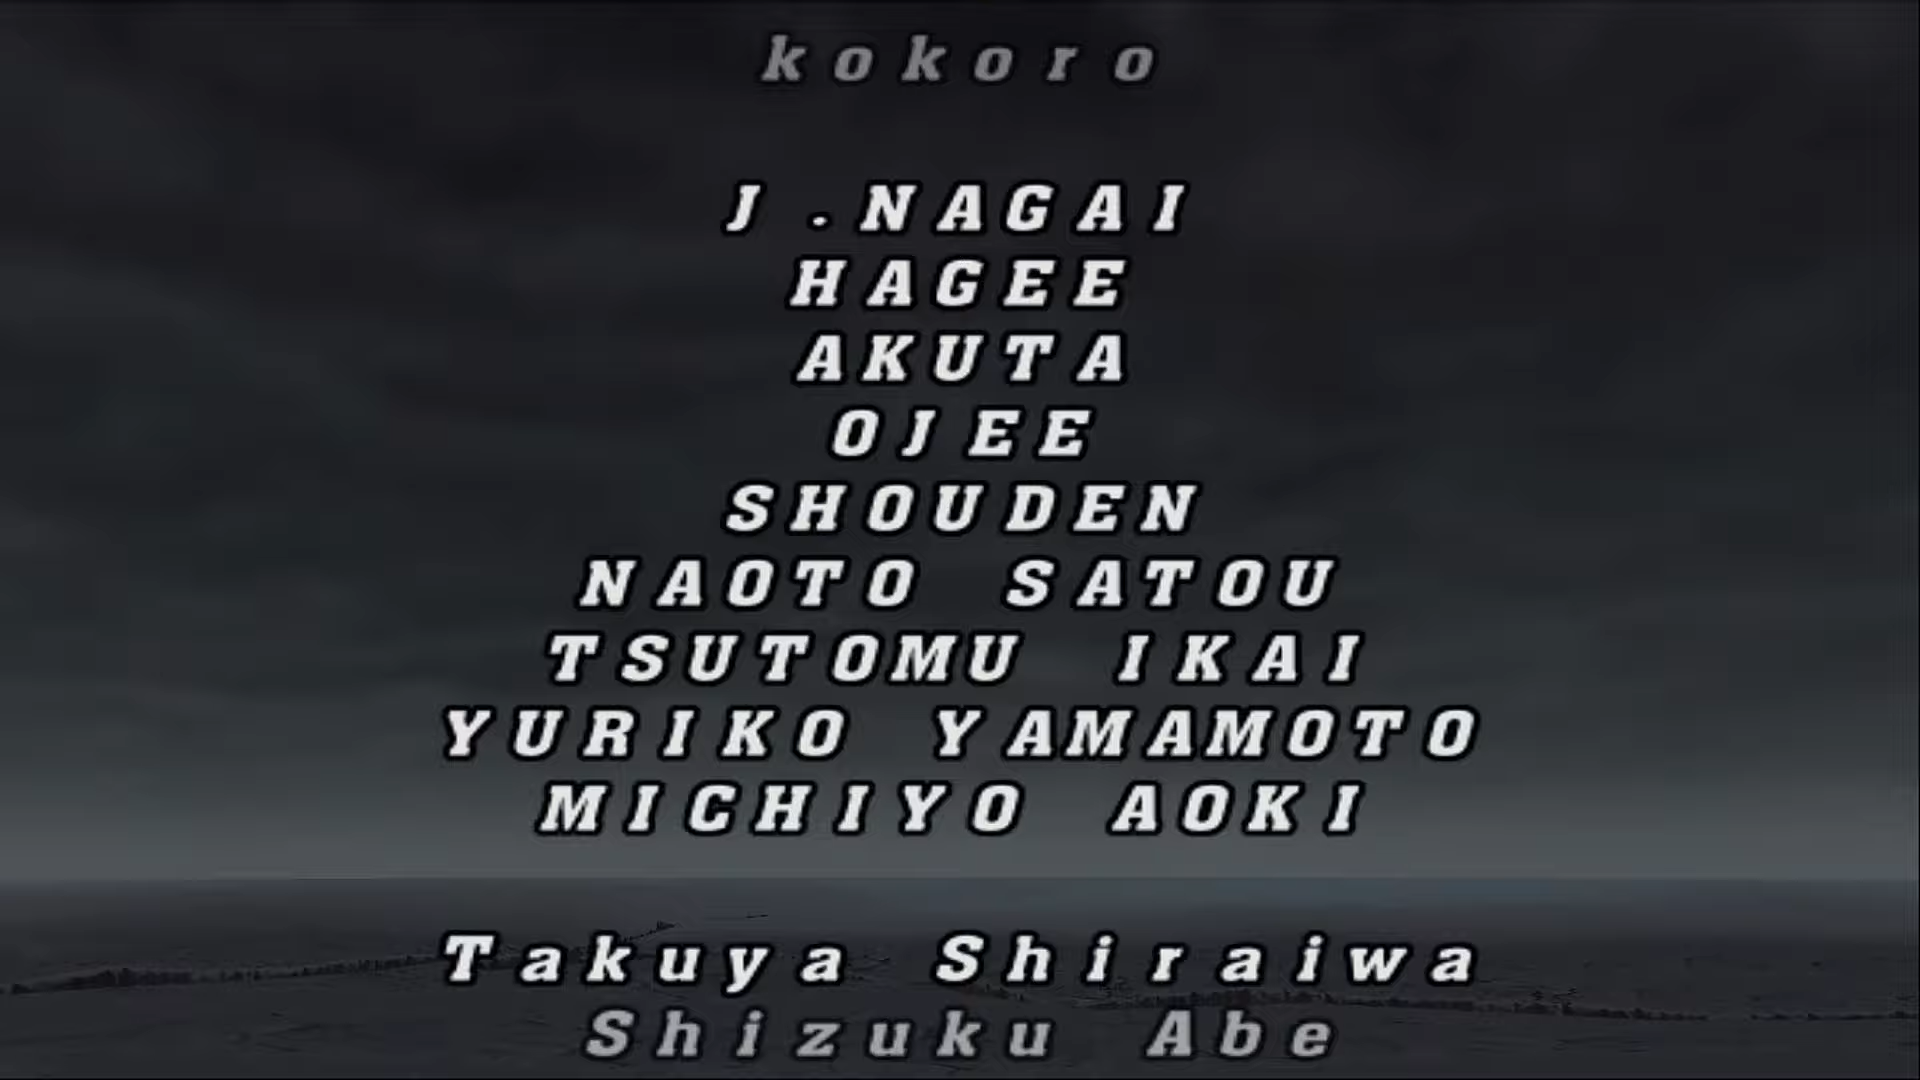 kokoro
J.NAGAI
HAGEE
AKUTA
OJEE
SHOUDEN
NAOTO SATOU
TSUTOMU IKAI
YURIKO YAMAMOTO
MICHIYO AOKI
Takuya Shiraiwa
Shizuku Abe